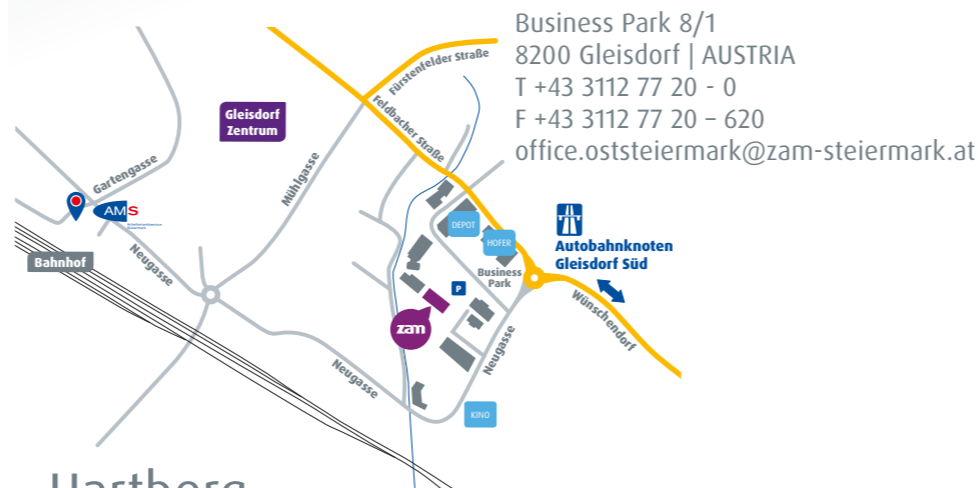 Business Park 8/1
8200 Gleisdorf | AUSTRIA
T +43 3112 77 20 - 0
F +43 3112 77 20 – 620
office.oststeiermark@zam-steiermark.at
Fürstenfelder Straße
Feldbacher Straße
Gleisdorf
Zentrum
Mühlgasse
Gartengasse
AMS
Bahnhof
Neugasse
DEPOT
HOFER
Autobahnknoten
Gleisdorf Süd
Business
Park
P
zam
Wünschendorf
Neugasse
Neugasse
KINO
Hartberg